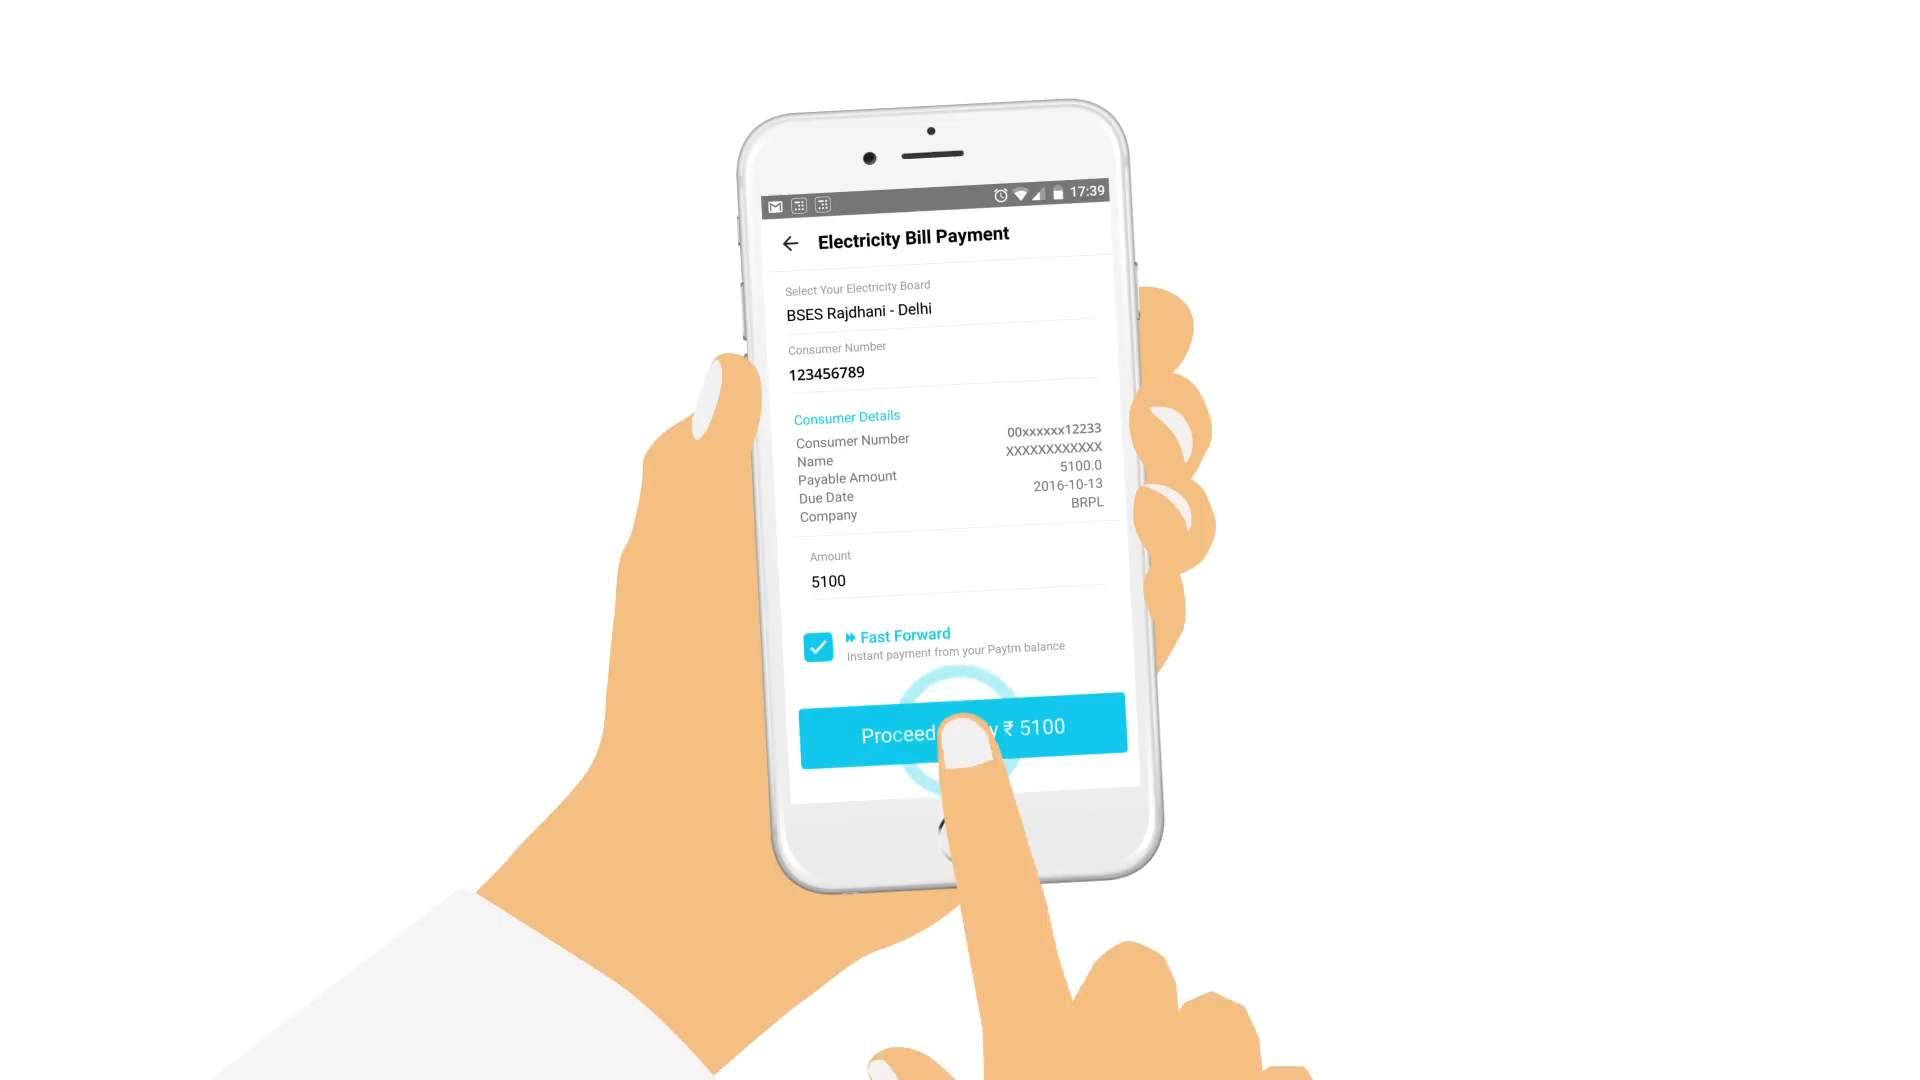 17:39
Electricity Bill Payment
Select Your Electricity Board
BSES Rajdhani - Delhi
Consumer Number
123456789
Consumer Details
Consumer Number 00xxxxxx12233
Name XXXXXXXXXXXX
Payable Amount 5100.0
Due Date 2016-10-13
Company BRPL
Amount
5100
Fast Forward
Instant payment from your Paytm balance
Proceed ₹ 5100